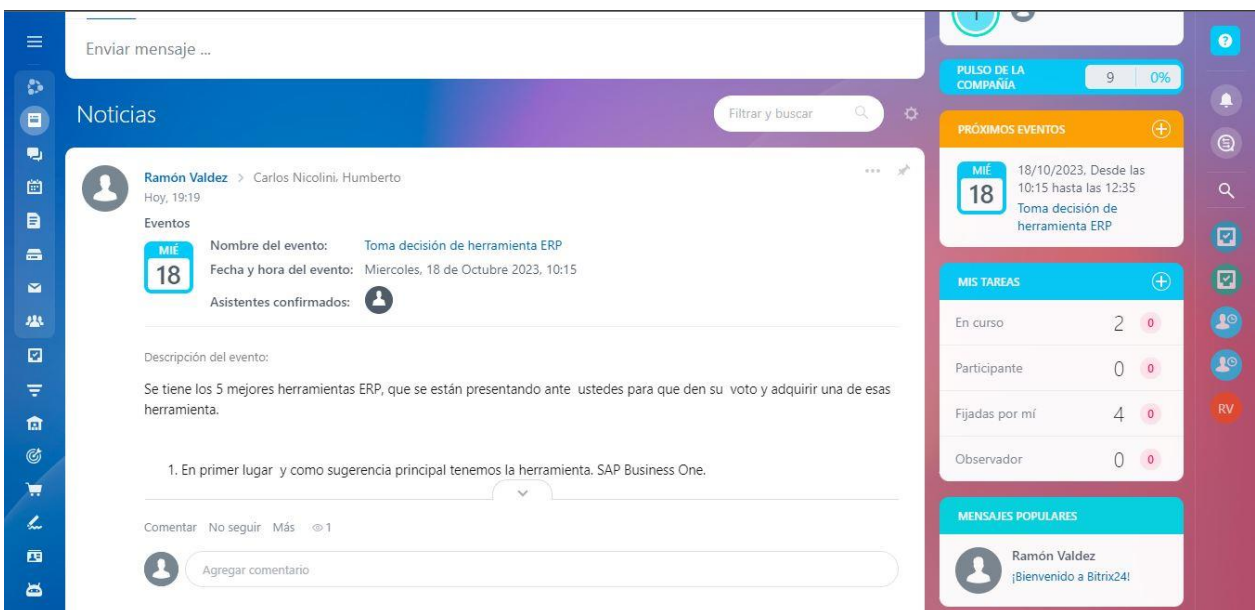 Enviar mensaje ...
Noticias
Filtrar y buscar
Ramón Valdez > Carlos Nicolini, Humberto
Hoy, 19:19
Eventos
MIÉ
18
Nombre del evento: Toma decisión de herramienta ERP
Fecha y hora del evento: Miercoles, 18 de Octubre 2023, 10:15
Asistentes confirmados:
Descripción del evento:
Se tiene los 5 mejores herramientas ERP, que se están presentando ante ustedes para que den su voto y adquirir una de esas
herramienta.
1. En primer lugar y como sugerencia principal tenemos la herramienta. SAP Business One.
Comentar No seguir Más 1
Agregar comentario
PULSO DE LA
COMPAÑÍA
9 0%
PRÓXIMOS EVENTOS
MIÉ
18
18/10/2023. Desde las
10:15 hasta las 12:35
Toma decisión de
herramienta ERP
MIS TAREAS
En curso 2 0
Participante 0 0
Fijadas por mí 4 0
Observador 0 0
MENSAJES POPULARES
Ramón Valdez
¡Bienvenido a Bitrix24!
?
RV